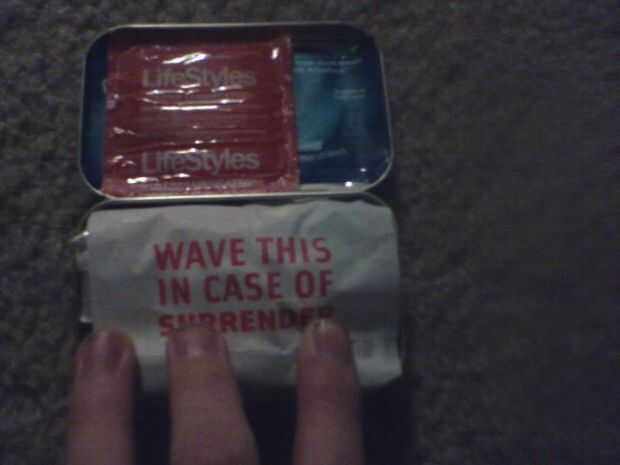 LifeStyles
LifeStyles
WAVE THIS
IN CASE OF
SURRENDER